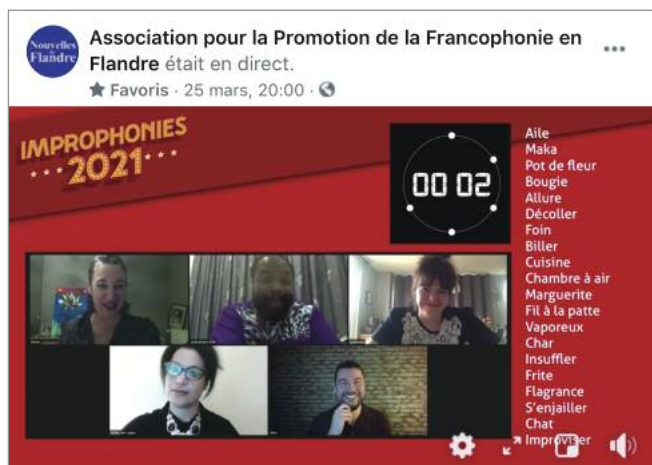 Nouvelles
de
Flandre
Association pour la Promotion de la Francophonie en
Flandre était en direct.
Favoris · 25 mars, 20:00 ·
IMPROPHONIES
2021
00 02
Aile
Maka
Pot de fleur
Bougie
Allure
Décoller
Foin
Biller
Cuisine
Chambre à air
Marguerite
Fil à la patte
Vaporeux
Char
Insuffler
Frite
Flagrance
S'enjailler
Chat
Improviser